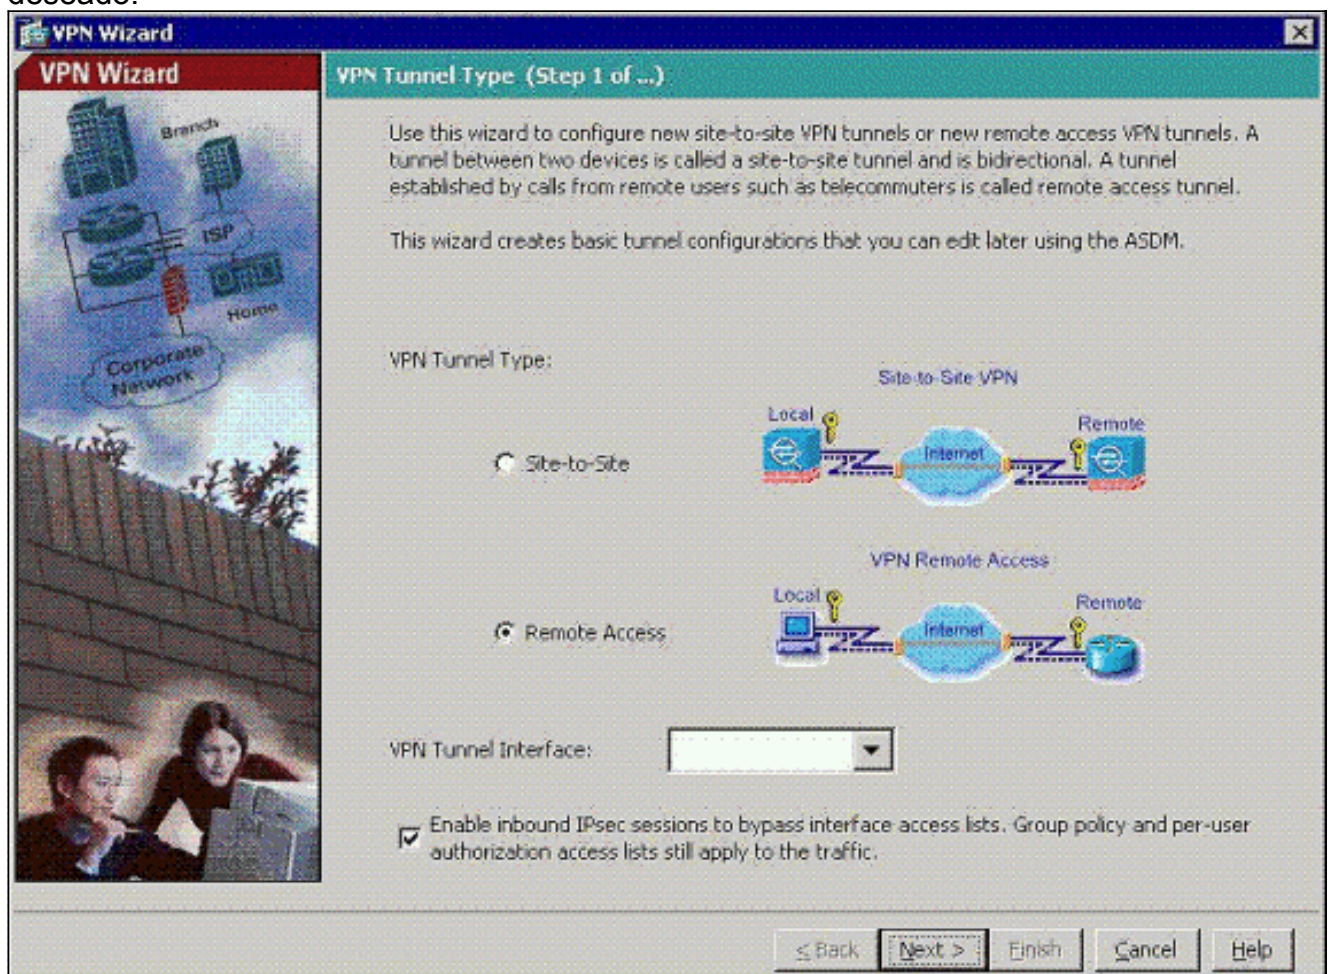 deseado.
VPN Wizard
VPN Wizard
VPN Tunnel Type (Step 1 of ...)
Branch
ISP
Home
Corporate
Network
Use this wizard to configure new site-to-site VPN tunnels or new remote access VPN tunnels. A
tunnel between two devices is called a site-to-site tunnel and is bidirectional. A tunnel
established by calls from remote users such as telecommuters is called remote access tunnel.
This wizard creates basic tunnel configurations that you can edit later using the ASDM.
VPN Tunnel Type:
Site-to-Site VPN
Local
Remote
Internet
Site-to-Site
VPN Remote Access
Local
Remote
Internet
Remote Access
VPN Tunnel Interface:
Enable inbound IPsec sessions to bypass interface access lists. Group policy and per-user
authorization access lists still apply to the traffic.
< Back
Next >
Finish
Cancel
Help